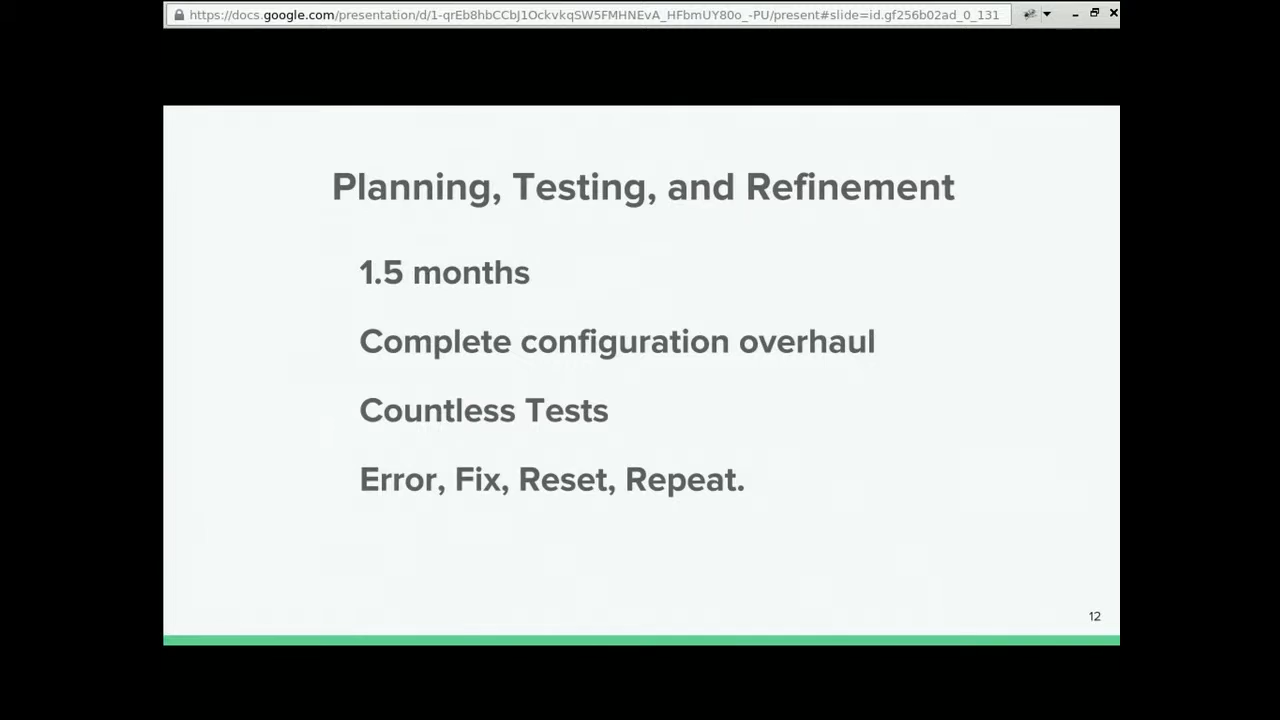 https://docs.google.com/presentation/d/1-qrEb8hbCCbJ1OckvkqSW5FMHNEvA_HFbmUY80o_-PU/present#slide=id.gf256b02ad_0_131
Planning, Testing, and Refinement
1.5 months
Complete configuration overhaul
Countless Tests
Error, Fix, Reset, Repeat.
12